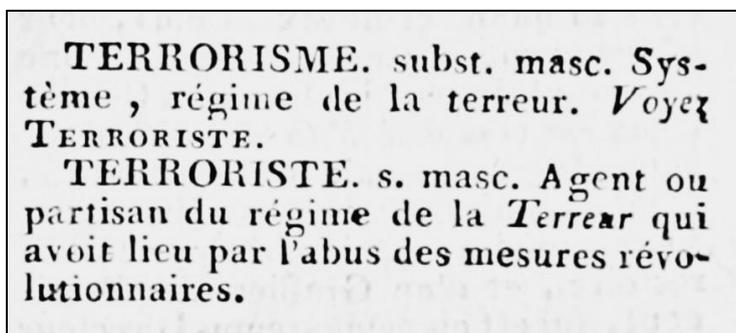 TERRORISME. subst. masc. Sys-
tème, régime de la terreur. Voyez
TERRORISTE.
TERRORISTE. s. masc. Agent ou
partisan du régime de la Terreur qui
avoit lieu par l'abus des mesures révo-
lutionnaires.